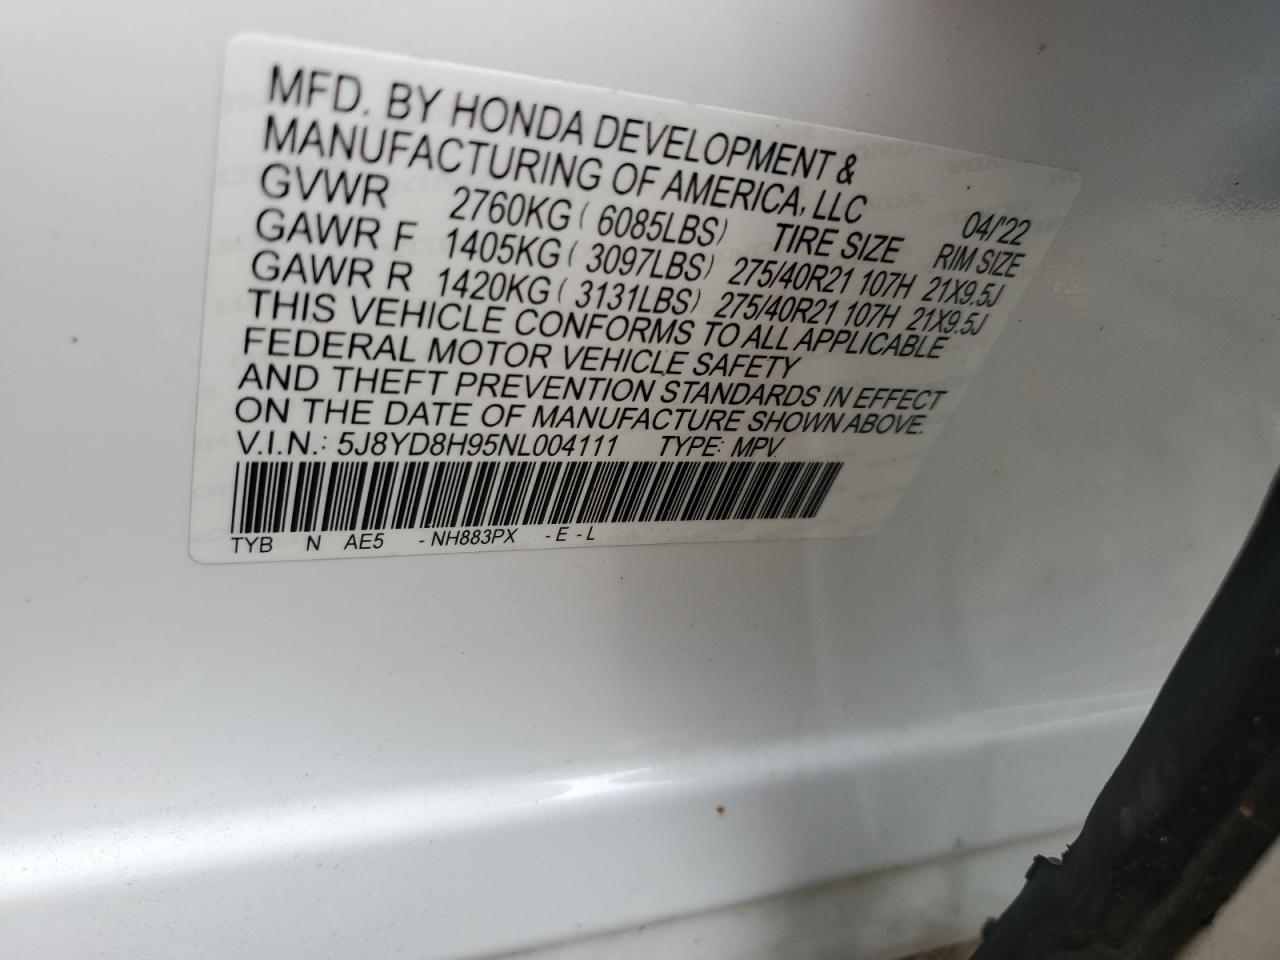 MFD. BY HONDA DEVELOPMENT &
MANUFACTURING OF AMERICA, LLC 04/'22
GVWR 2760KG ( 6085LBS) TIRE SIZE RIM SIZE
GAWR F 1405KG ( 3097LBS) 275/40R21 107H 21X9.5J
GAWR R 1420KG ( 3131LBS) 275/40R21 107H 21X9.5J
THIS VEHICLE CONFORMS TO ALL APPLICABLE
FEDERAL MOTOR VEHICLE SAFETY
AND THEFT PREVENTION STANDARDS IN EFFECT
ON THE DATE OF MANUFACTURE SHOWN ABOVE.
V.I.N.: 5J8YD8H95NL004111 TYPE: MPV
TYB N AE5 - NH883PX - E - L